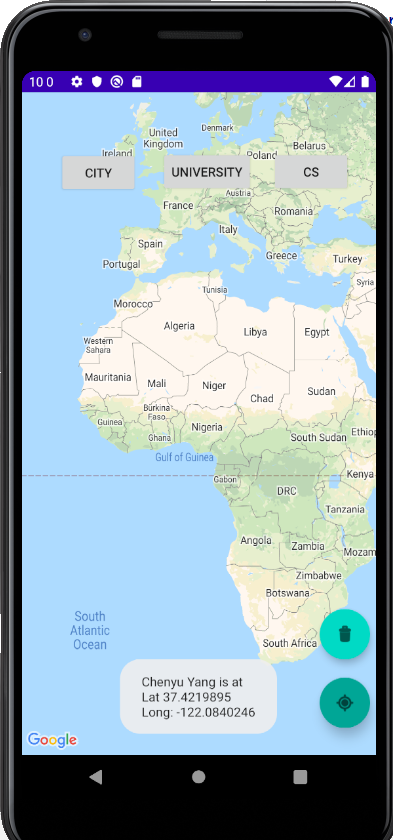 10 0
Denmark
United
Kingdom
Ireland
Belarus
Poland
CITY
UNIVERSITY
CS
Austria
France
Romania
Italy
Spain
Greece
Portugal
Turkey
Syria
Tunisia
Morocco
Algeria
Libya
Egypt
Western
Sahara
Mauritania
Mali
Niger
Chad
Sudan
Burkina
Faso
Guinea
Ghana
Nigeria
South Sudan
Ethiop
Gulf of Guinea
Gabon
Kenya
DRC
Tanzania
Angola
Zambia
Mozam
Zimbabwe
Botswana
South
Atlantic
Ocean
South Africa
Chenyu Yang is at
Lat 37.4219895
Long: -122.0840246
Google